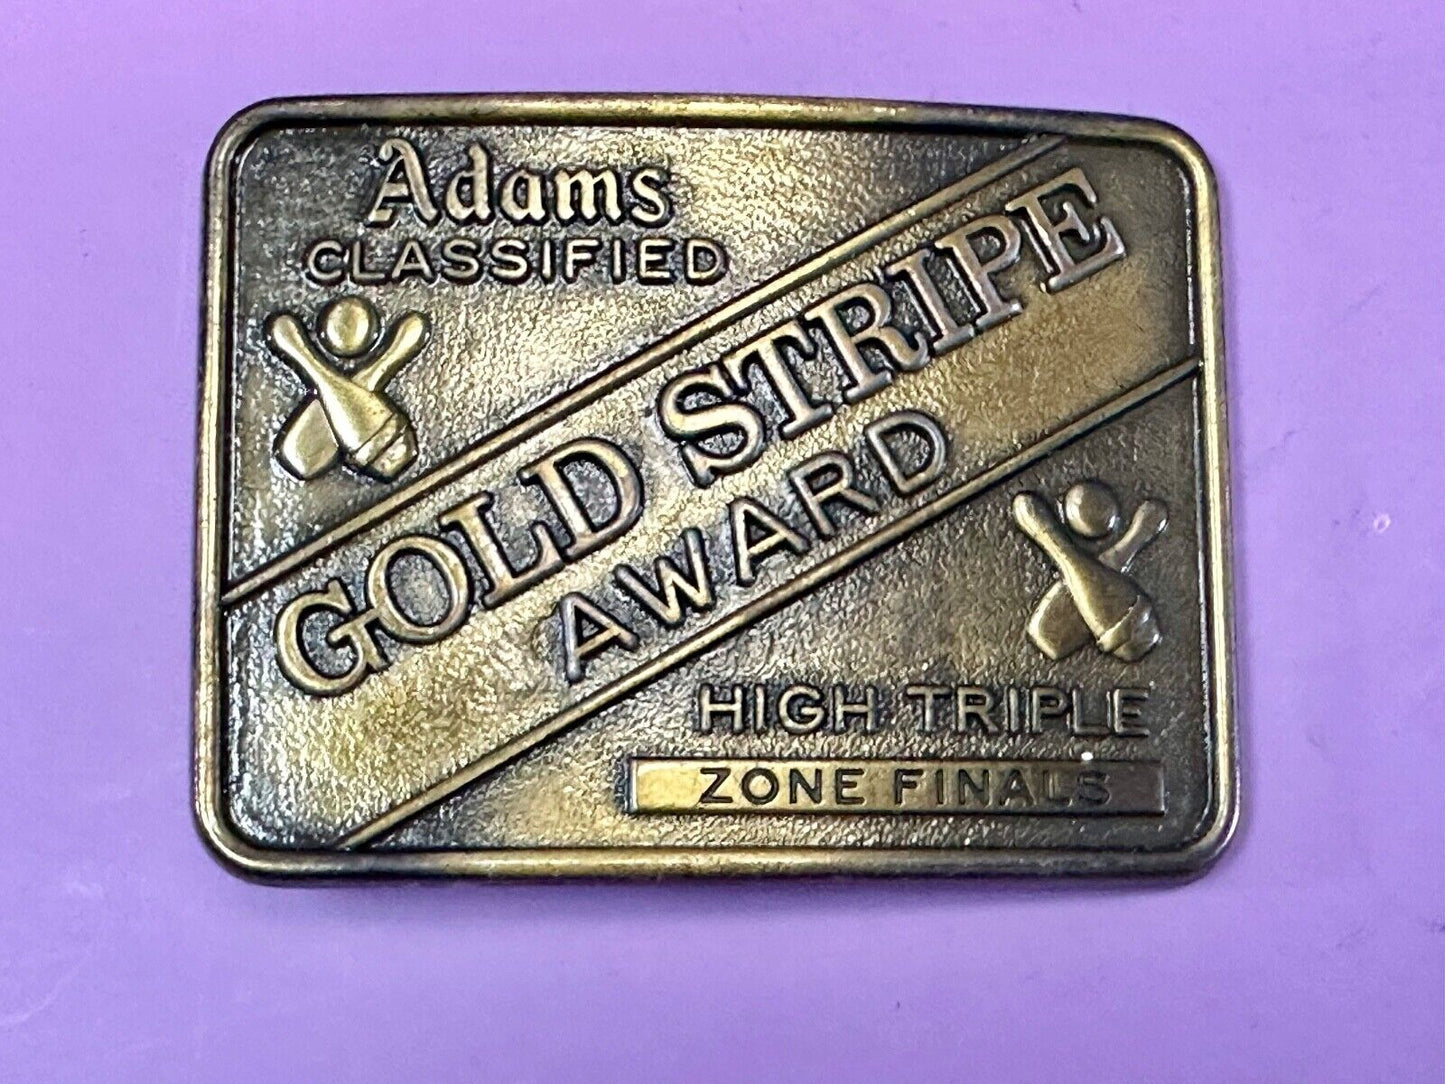 Adams
CLASSIFIED
GOLD STRIPE
AWARD
HIGH TRIPLE
ZONE FINALS